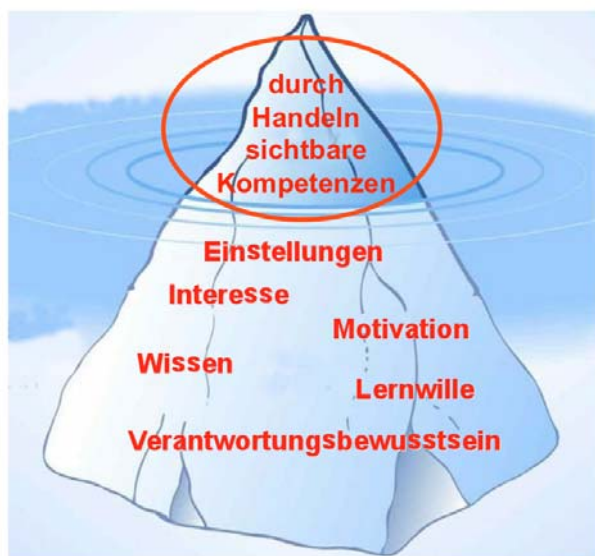 durch
Handeln
sichtbare
Kompetenzen
Einstellungen
Interesse
Motivation
Wissen
Lernwille
Verantwortungsbewusstsein